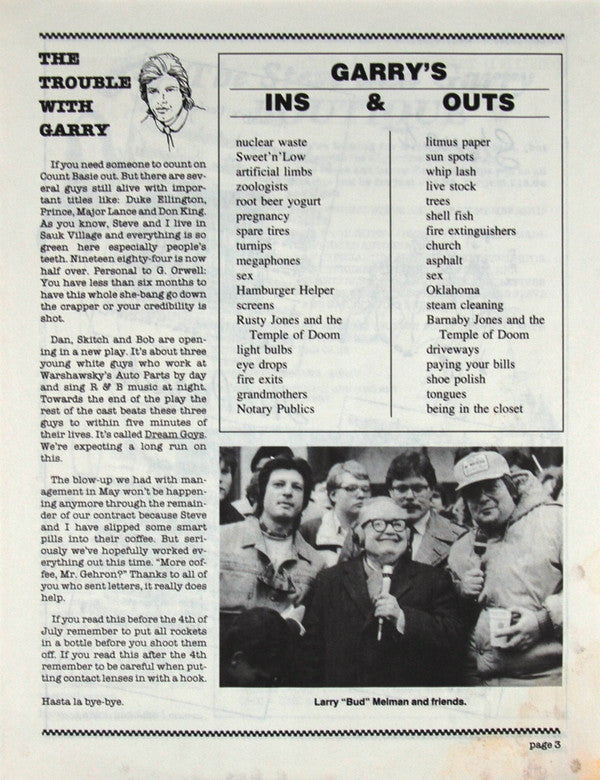 THE
TROUBLE
WITH
GARRY
If you need someone to count on
Count Basie out. But there are sev-
eral guys still alive with impor-
tant titles like: Duke Ellington,
Prince, Major Lance and Don King.
As you know, Steve and I live in
Sauk Village and everything is so
green here especially people's
teeth. Nineteen eighty-four is now
half over. Personal to G. Orwell:
You have less than six months to
have this whole she-bang go down
the crapper or your credibility is
shot.
Dan, Skitch and Bob are open-
ing in a new play. It's about three
young white guys who work at
Warshawsky's Auto Parts by day
and sing R & B music at night.
Towards the end of the play the
rest of the cast beats these three
guys to within five minutes of
their lives. It's called Dream Goys.
We're expecting a long run on
this.
The blow-up we had with man-
agement in May won't be happen-
ing anymore through the remain-
der of our contract because Steve
and I have slipped some smart
pills into their coffee. But seri-
ously we've hopefully worked ev-
erything out this time. "More cof-
fee, Mr. Gehron?" Thanks to all of
you who sent letters, it really does
help.
If you read this before the 4th of
July remember to put all rockets
in a bottle before you shoot them
off. If you read this after the 4th
remember to be careful when put-
ting contact lenses in with a hook.
Hasta la bye-bye.
GARRY'S
INS & OUTS
nuclear waste
Sweet'n'Low
artificial limbs
zoologists
root beer yogurt
pregnancy
spare tires
turnips
megaphones
sex
Hamburger Helper
screens
Rusty Jones and the
Temple of Doom
light bulbs
eye drops
fire exits
grandmothers
Notary Publics
litmus paper
sun spots
whip lash
live stock
trees
shell fish
fire extinguishers
church
asphalt
sex
Oklahoma
steam cleaning
Barnaby Jones and the
Temple of Doom
driveways
paying your bills
shoe polish
tongues
being in the closet
Larry "Bud" Melman and friends.
page 3